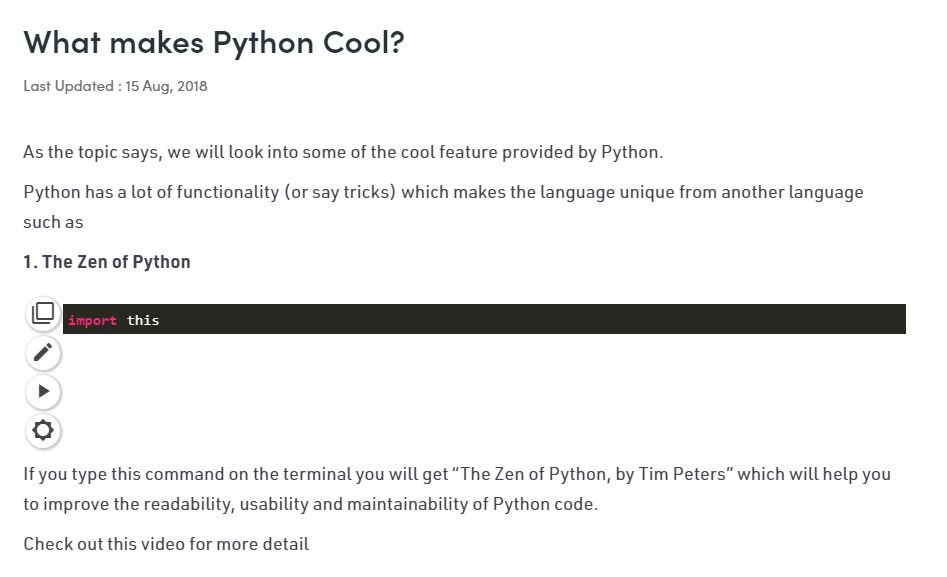 What makes Python Cool?
Last Updated : 15 Aug, 2018
As the topic says, we will look into some of the cool feature provided by Python.
Python has a lot of functionality (or say tricks) which makes the language unique from another language
such as
1. The Zen of Python
import this
If you type this command on the terminal you will get “The Zen of Python, by Tim Peters” which will help you
to improve the readability, usability and maintainability of Python code.
Check out this video for more detail